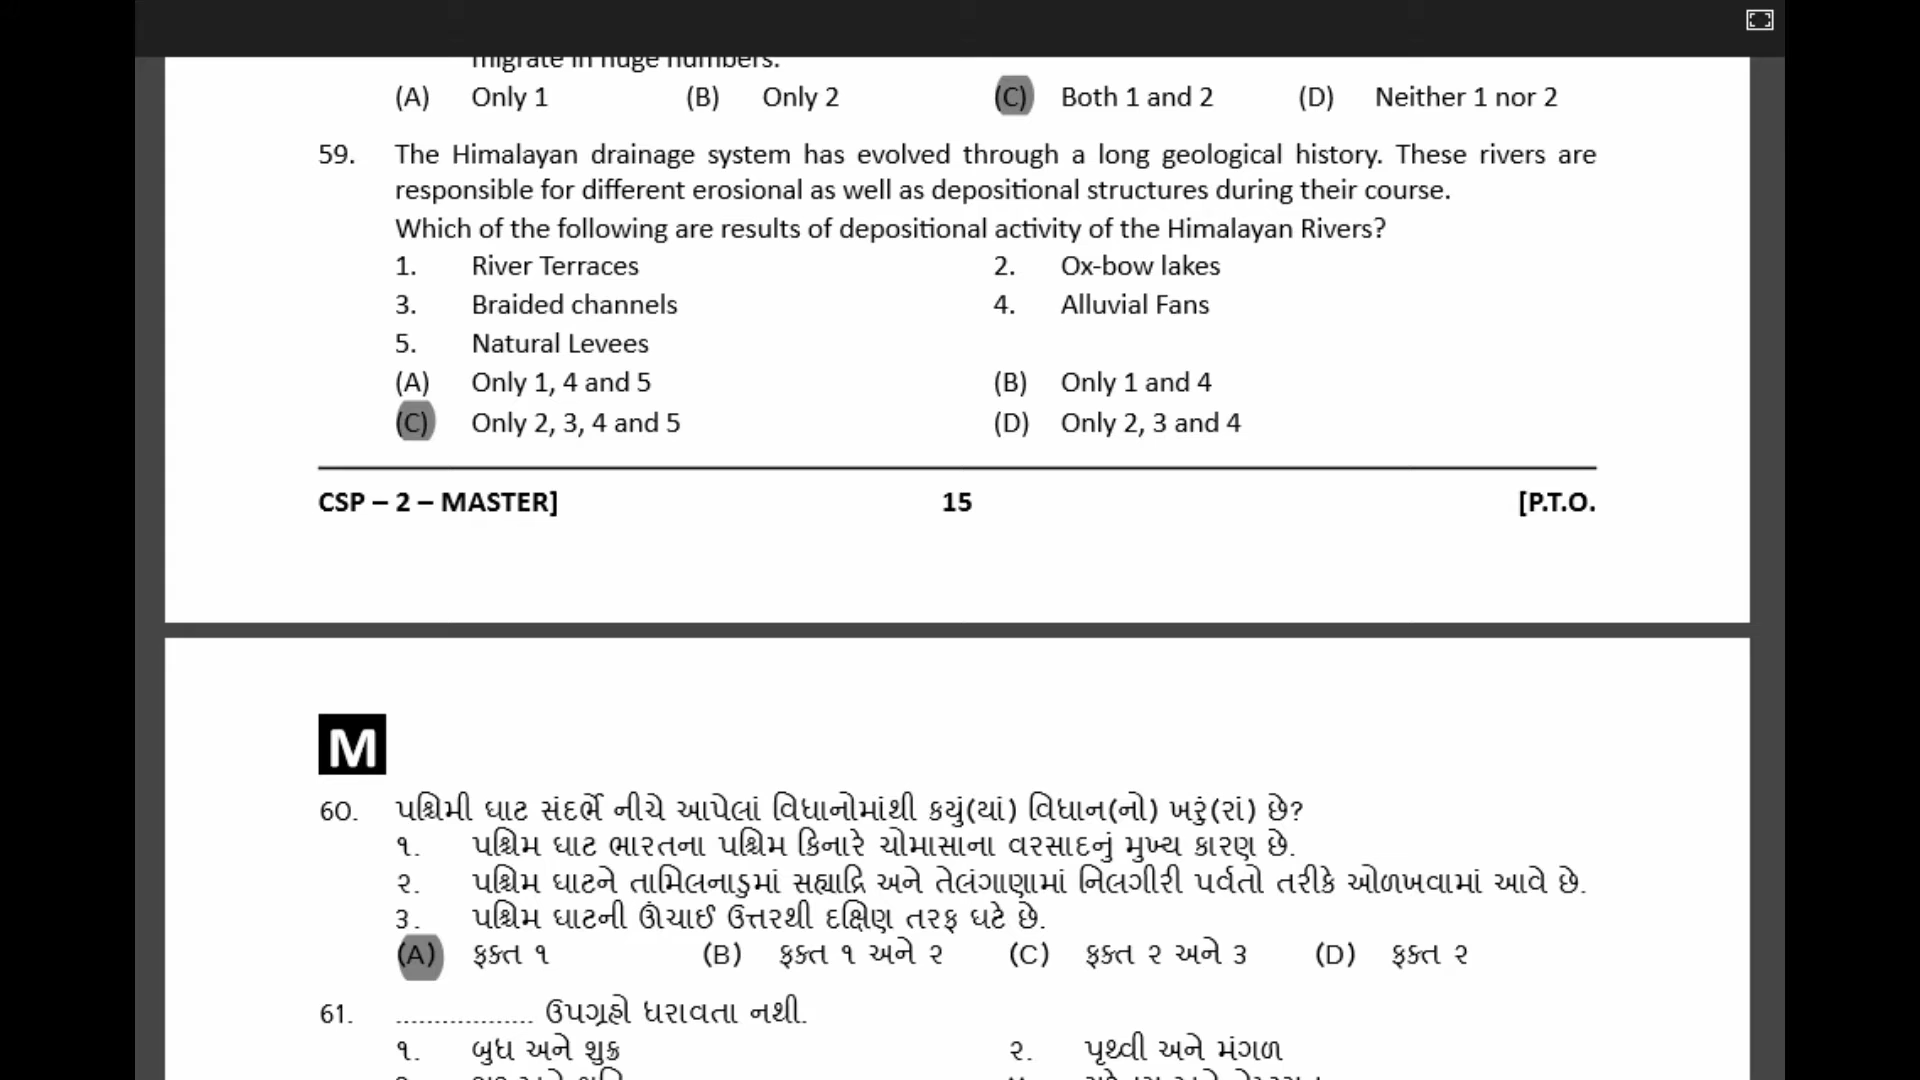 migrate in huge numbers.
(A) Only 1 (B) Only 2 (C) Both 1 and 2 (D) Neither 1 nor 2
59. The Himalayan drainage system has evolved through a long geological history. These rivers are
responsible for different erosional as well as depositional structures during their course.
Which of the following are results of depositional activity of the Himalayan Rivers?
1. River Terraces 2. Ox-bow lakes
3. Braided channels 4. Alluvial Fans
5. Natural Levees
(A) Only 1, 4 and 5 (B) Only 1 and 4
(C) Only 2, 3, 4 and 5 (D) Only 2, 3 and 4
CSP – 2 – MASTER] 15 [P.T.O.
M
60. પશ્ચિમી ઘાટ સંદર્ભે નીચે આપેલાં વિધાનોમાંથી કયું(યાં) વિધાન(નો) ખરું(રાં) છે?
૧. પશ્ચિમ ઘાટ ભારતના પશ્ચિમ કિનારે ચોમાસાના વરસાદનું મુખ્ય કારણ છે.
૨. પશ્ચિમ ઘાટને તામિલનાડુમાં સહ્યાદ્રિ અને તેલંગાણામાં નિલગીરી પર્વતો તરીકે ઓળખવામાં આવે છે.
૩. પશ્ચિમ ઘાટની ઊંચાઈ ઉત્તરથી દક્ષિણ તરફ ઘટે છે.
(A) ફક્ત ૧ (B) ફક્ત ૧ અને ૨ (C) ફક્ત ૨ અને ૩ (D) ફક્ત ૨
61. .................. ઉપગ્રહો ધરાવતા નથી.
૧. બુધ અને શુક્ર ૨. પૃથ્વી અને મંગળ